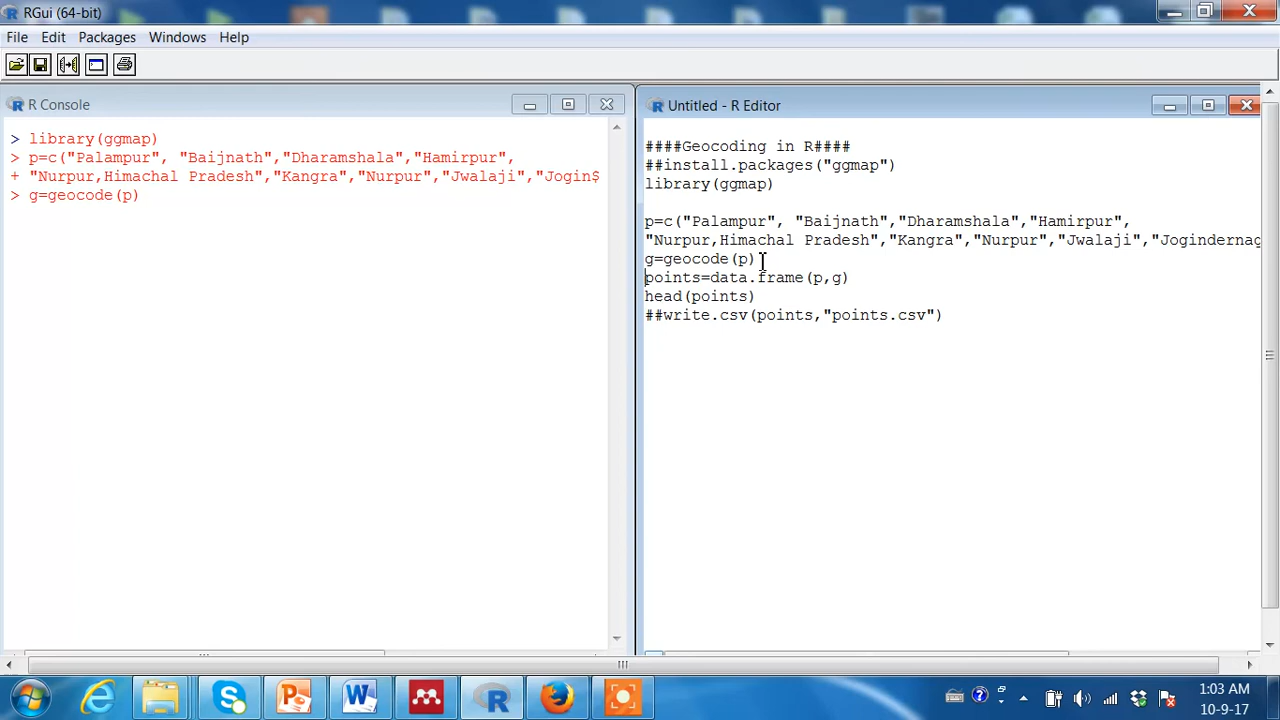 RGui (64-bit)
File Edit Packages Windows Help
R Console
> library(ggmap)
> p=c("Palampur", "Baijnath","Dharamshala","Hamirpur",
+ "Nurpur,Himachal Pradesh","Kangra","Nurpur","Jwalaji","Jogin$
> g=geocode(p)
Untitled - R Editor
####Geocoding in R####
##install.packages("ggmap")
library(ggmap)
p=c("Palampur", "Baijnath","Dharamshala","Hamirpur",
"Nurpur,Himachal Pradesh","Kangra","Nurpur","Jwalaji","Jogindernag
g=geocode(p)
points=data.frame(p,g)
head(points)
##write.csv(points,"points.csv")
1:03 AM
10-9-17